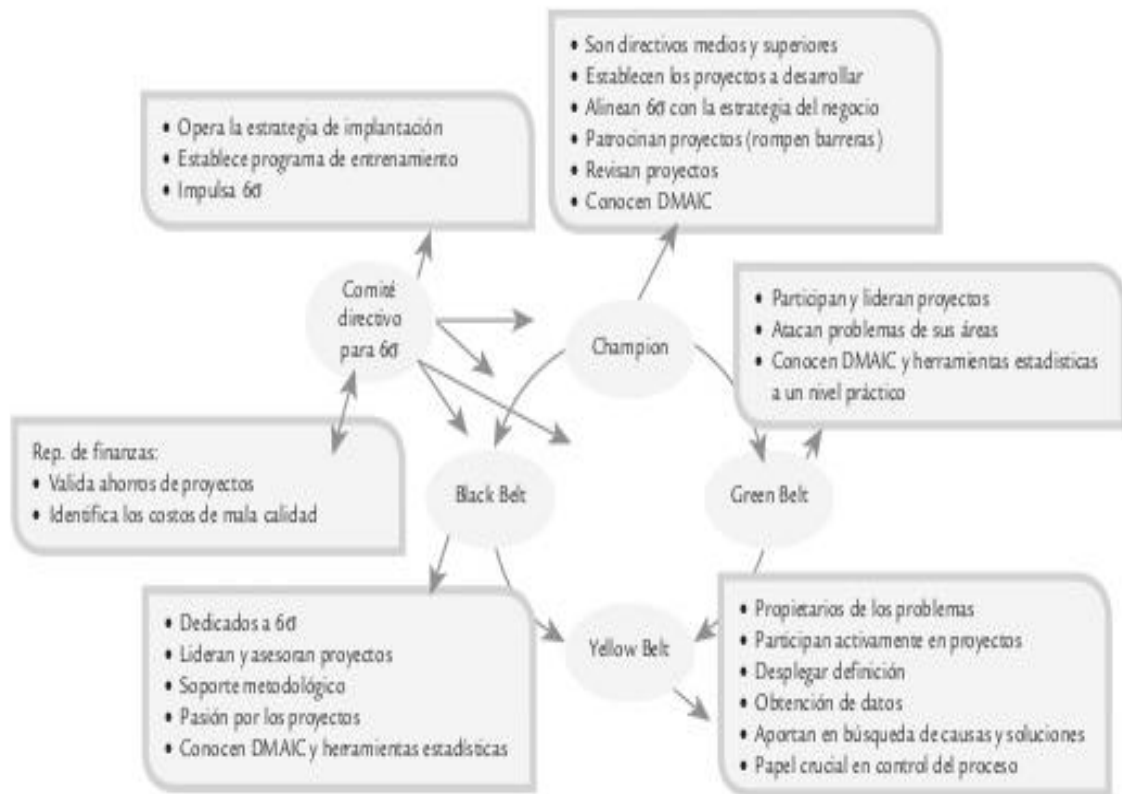 • Son directivos medios y superiores
• Establecen los proyectos a desarrollar
• Alinean 6σ con la estrategia del negocio
• Patrocinan proyectos (rompen barreras)
• Revisan proyectos
• Conocen DMAIC
• Opera la estrategia de implantación
• Establece programa de entrenamiento
• Impulsa 6σ
Comité
directivo
para 6σ
Champion
• Participan y lideran proyectos
• Atacan problemas de sus áreas
• Conocen DMAIC y herramientas estadísticas
a un nivel práctico
Rep. de finanzas:
• Valida ahorros de proyectos
• Identifica los costos de mala calidad
Black Belt
Green Belt
• Dedicados a 6σ
• Lideran y asesoran proyectos
• Soporte metodológico
• Pasión por los proyectos
• Conocen DMAIC y herramientas estadísticas
Yellow Belt
• Propietarios de los problemas
• Participan activamente en proyectos
• Desplegar definición
• Obtención de datos
• Aportan en búsqueda de causas y soluciones
• Papel crucial en control del proceso